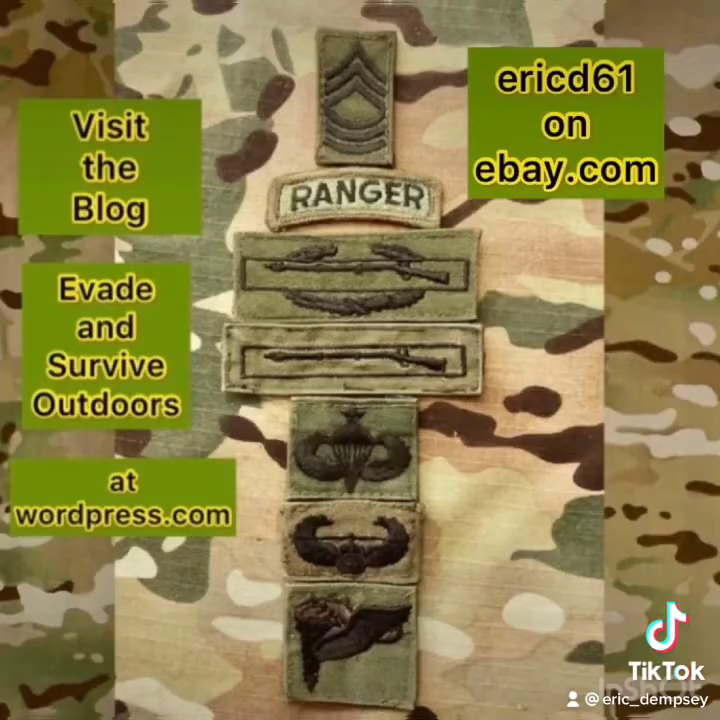 Visit
the
Blog
Evade
and
Survive
Outdoors
at
wordpress.com
ericd61
on
ebay.com
RANGER
TikTok
@eric_dempsey